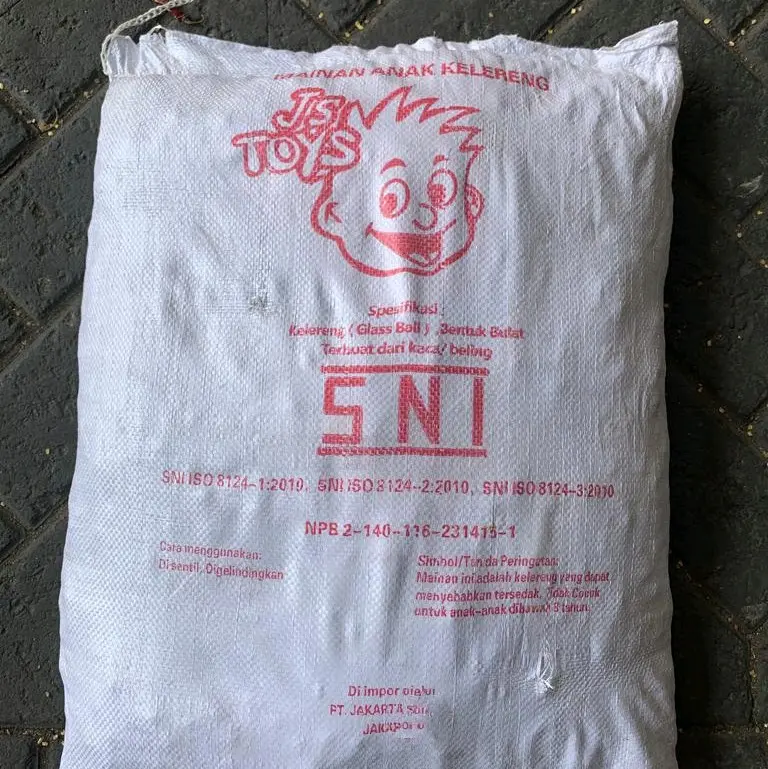 MAINAN ANAK KELERENG
JS
TOYS
Spesifikasi :
Kelereng ( Glass Ball ) , Bentuk Bulat
Terbuat dari kaca/ beling
SNI
SNI ISO 8124-1:2010, SNI ISO 8124-2:2010, SNI ISO 8124-3:2010
NPB 2-140-116-231415-1
Cara menggunakan:
Di sentil, Digelindingkan
Simbol/Tanda Peringatan:
Mainan ini adalah kelereng yang dapat
menyebabkan tersedak, Tidak Cocok
untuk anak-anak dibawah 3 tahun.
Di impor
PT. JAKARTA